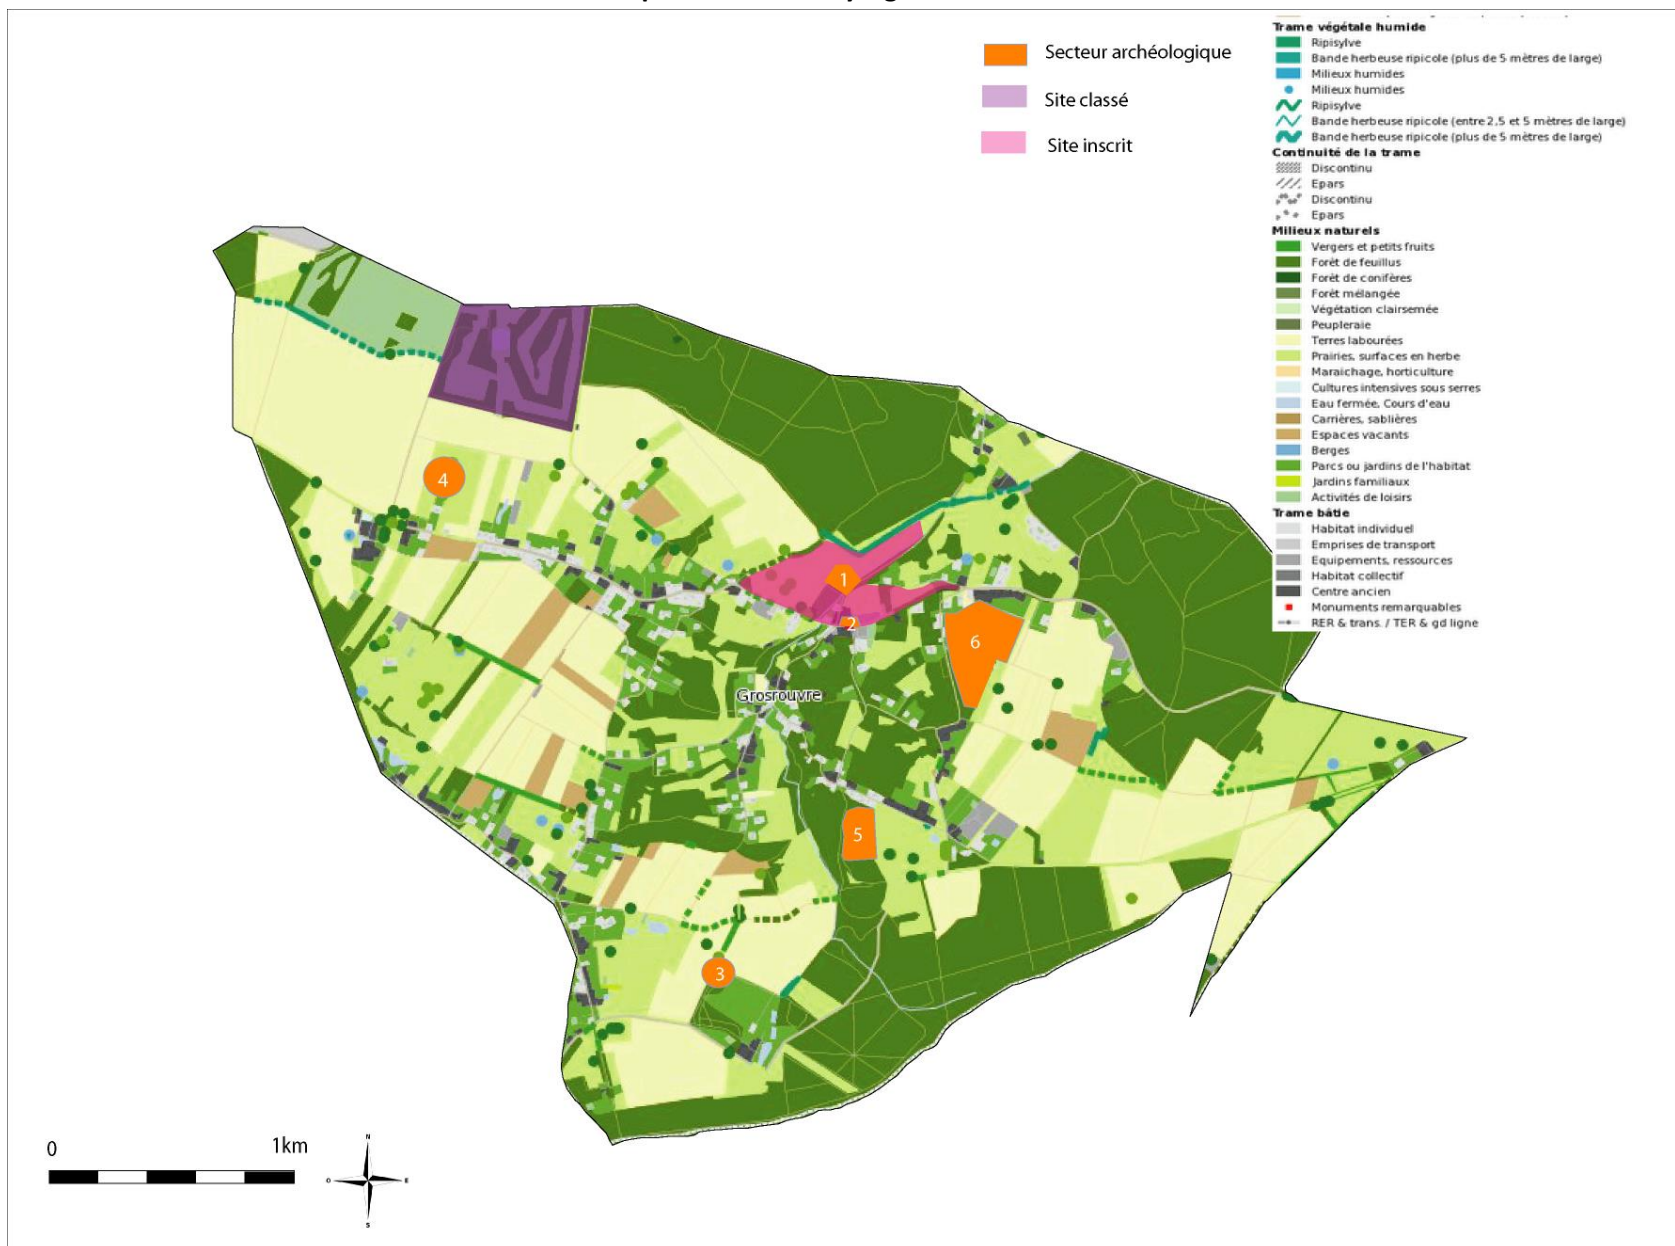 Secteur archéologique
Site classé
Site inscrit
Trame végétale humide
Ripisylve
Bande herbeuse ripicole (plus de 5 mètres de large)
Milieux humides
Milieux humides
Ripisylve
Bande herbeuse ripicole (entre 2,5 et 5 mètres de large)
Bande herbeuse ripicole (plus de 5 mètres de large)
Continuité de la trame
Discontinu
Epars
Discontinu
Epars
Milieux naturels
Vergers et petits fruits
Forêt de feuillus
Forêt de conifères
Forêt mélangée
Végétation clairsemée
Peupleraie
Terres labourées
Prairies, surfaces en herbe
Maraichage, horticulture
Cultures intensives sous serres
Eau fermée, Cours d'eau
Carrières, sablières
Espaces vacants
Berges
Parcs ou jardins de l'habitat
Jardins familiaux
Activités de loisirs
Trame bâtie
Habitat individuel
Emprises de transport
Equipements, ressources
Habitat collectif
Centre ancien
Monuments remarquables
RER & trans. / TER & gd ligne
4
1
2
6
Grosrouvre
5
3
0
1km
N
O
E
S